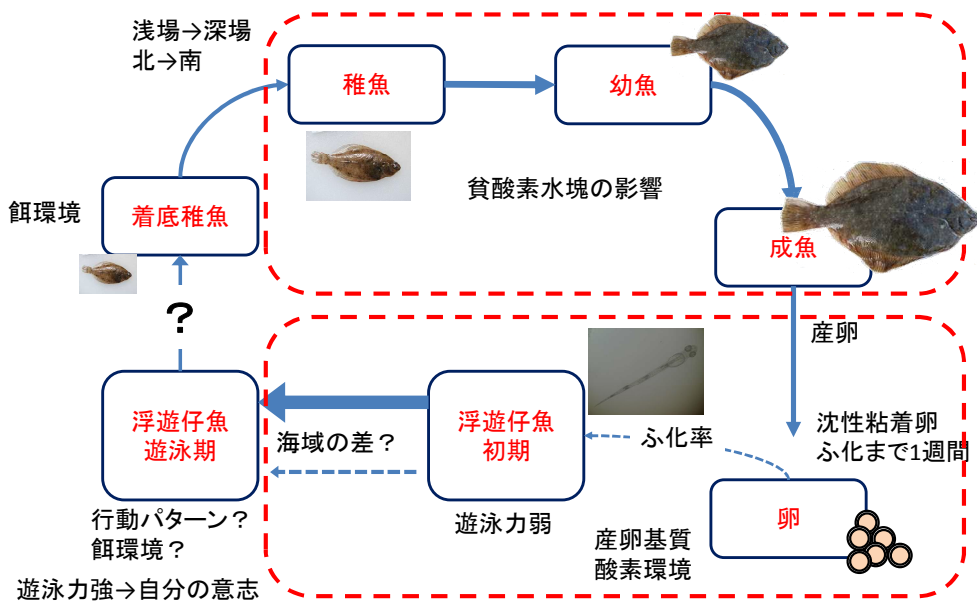 浅場→深場
北→南
稚魚
幼魚
貧酸素水塊の影響
餌環境
着底稚魚
成魚
?
産卵
浮遊仔魚
遊泳期
海域の差？
浮遊仔魚
初期
ふ化率
沈性粘着卵
ふ化まで1週間
行動パターン？
餌環境？
遊泳力弱
産卵基質
酸素環境
卵
遊泳力強→自分の意志